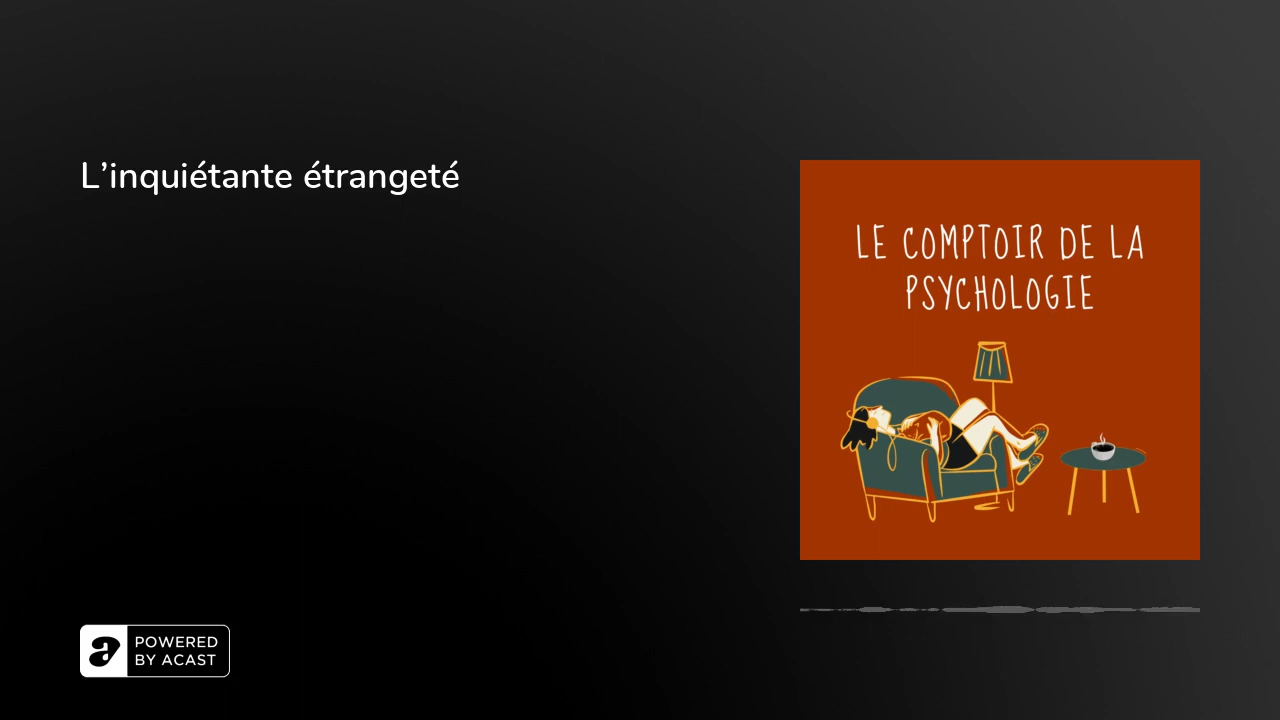 L’inquiétante étrangeté
LE COMPTOIR DE LA
PSYCHOLOGIE
POWERED
BY ACAST